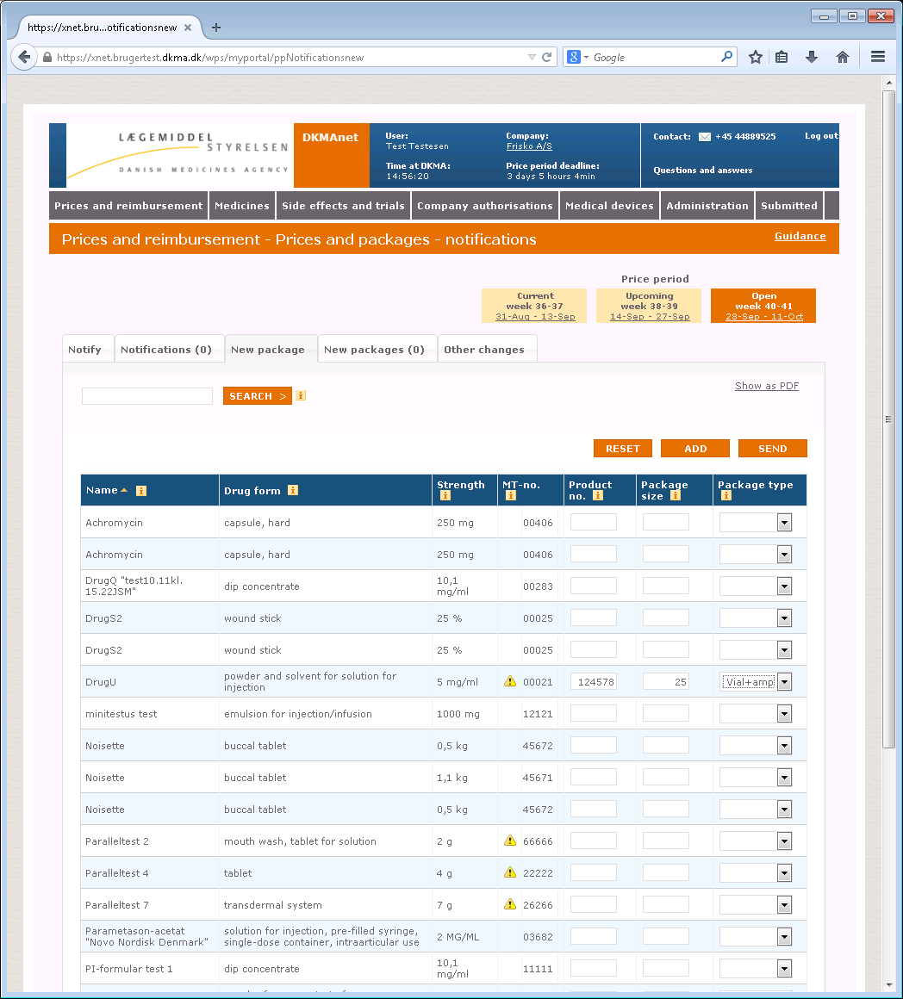 https://xnet.bru...otificationsnew
https://xnet.brugertest.dkma.dk/wps/myportal/ppNotificationsnew
Google
LÆGEMIDDEL
STYRELSEN
DANISH MEDICINES AGENCY
DKMAnet
User:
Test Testesen
Time at DKMA:
14:56:20
Company:
Frisko A/S
Price period deadline:
3 days 5 hours 4min
Contact: +45 44889525
Log out
Questions and answers
Prices and reimbursement Medicines Side effects and trials Company authorisations Medical devices Administration Submitted
Prices and reimbursement - Prices and packages - notifications
Guidance
Price period
Current
week 36-37
31-Aug - 13-Sep
Upcoming
week 38-39
14-Sep - 27-Sep
Open
week 40-41
28-Sep - 11-Oct
Notify Notifications (0) New package New packages (0) Other changes
Show as PDF
SEARCH >
RESET ADD SEND
Name Drug form Strength MT-no. Product no. Package size Package type
Achromycin capsule, hard 250 mg 00406
Achromycin capsule, hard 250 mg 00406
DrugQ "test10.11kl. 15.22JSM" dip concentrate 10,1 mg/ml 00283
DrugS2 wound stick 25 % 00025
DrugS2 wound stick 25 % 00025
DrugU powder and solvent for solution for injection 5 mg/ml 00021 124578 25 Vial+amp
minitestus test emulsion for injection/infusion 1000 mg 12121
Noisette buccal tablet 0,5 kg 45672
Noisette buccal tablet 1,1 kg 45671
Noisette buccal tablet 0,5 kg 45672
Paralleltest 2 mouth wash, tablet for solution 2 g 66666
Paralleltest 4 tablet 4 g 22222
Paralleltest 7 transdermal system 7 g 26266
Parametason-acetat "Novo Nordisk Denmark" solution for injection, pre-filled syringe, single-dose container, intraarticular use 2 MG/ML 03682
PI-formular test 1 dip concentrate 10,1 mg/ml 11111